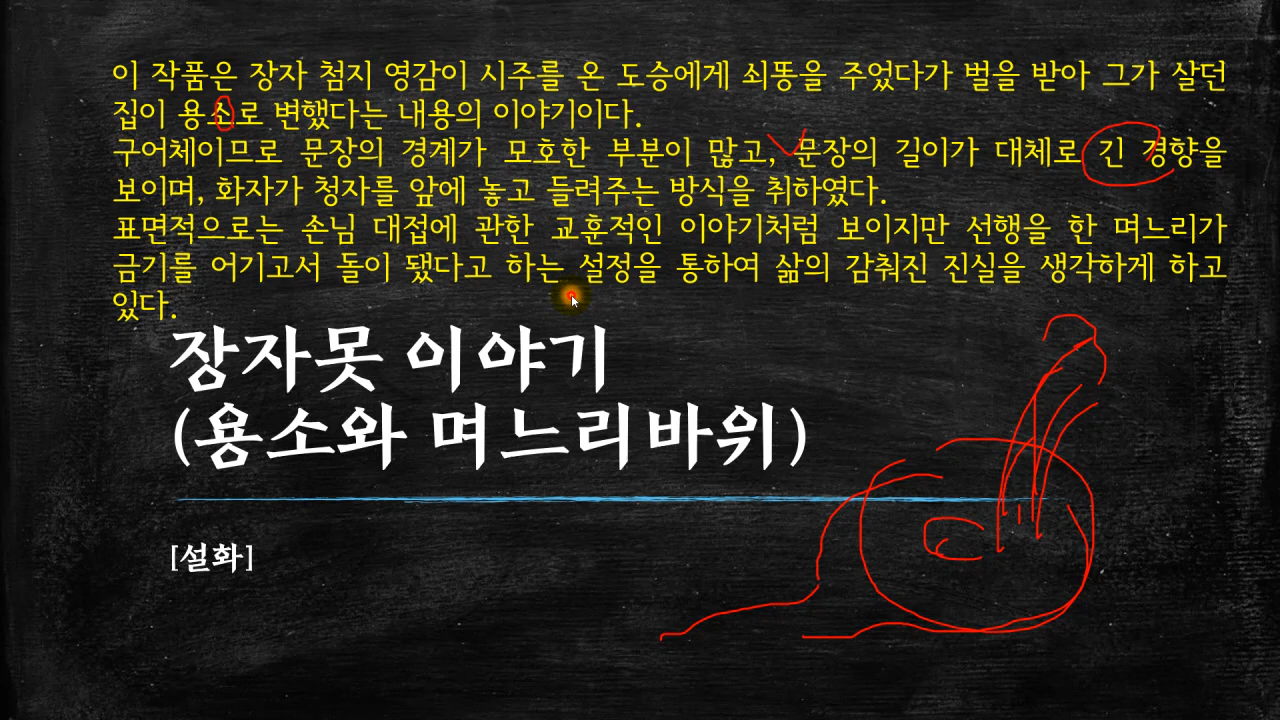 이 작품은 장자 첨지 영감이 시주를 온 도승에게 쇠똥을 주었다가 벌을 받아 그가 살던
집이 용소로 변했다는 내용의 이야기이다.
구어체이므로 문장의 경계가 모호한 부분이 많고, 문장의 길이가 대체로 긴 경향을
보이며, 화자가 청자를 앞에 놓고 들려주는 방식을 취하였다.
표면적으로는 손님 대접에 관한 교훈적인 이야기처럼 보이지만 선행을 한 며느리가
금기를 어기고서 돌이 됐다고 하는 설정을 통하여 삶의 감춰진 진실을 생각하게 하고
있다.
장자못 이야기
(용소와 며느리바위)
[설화]